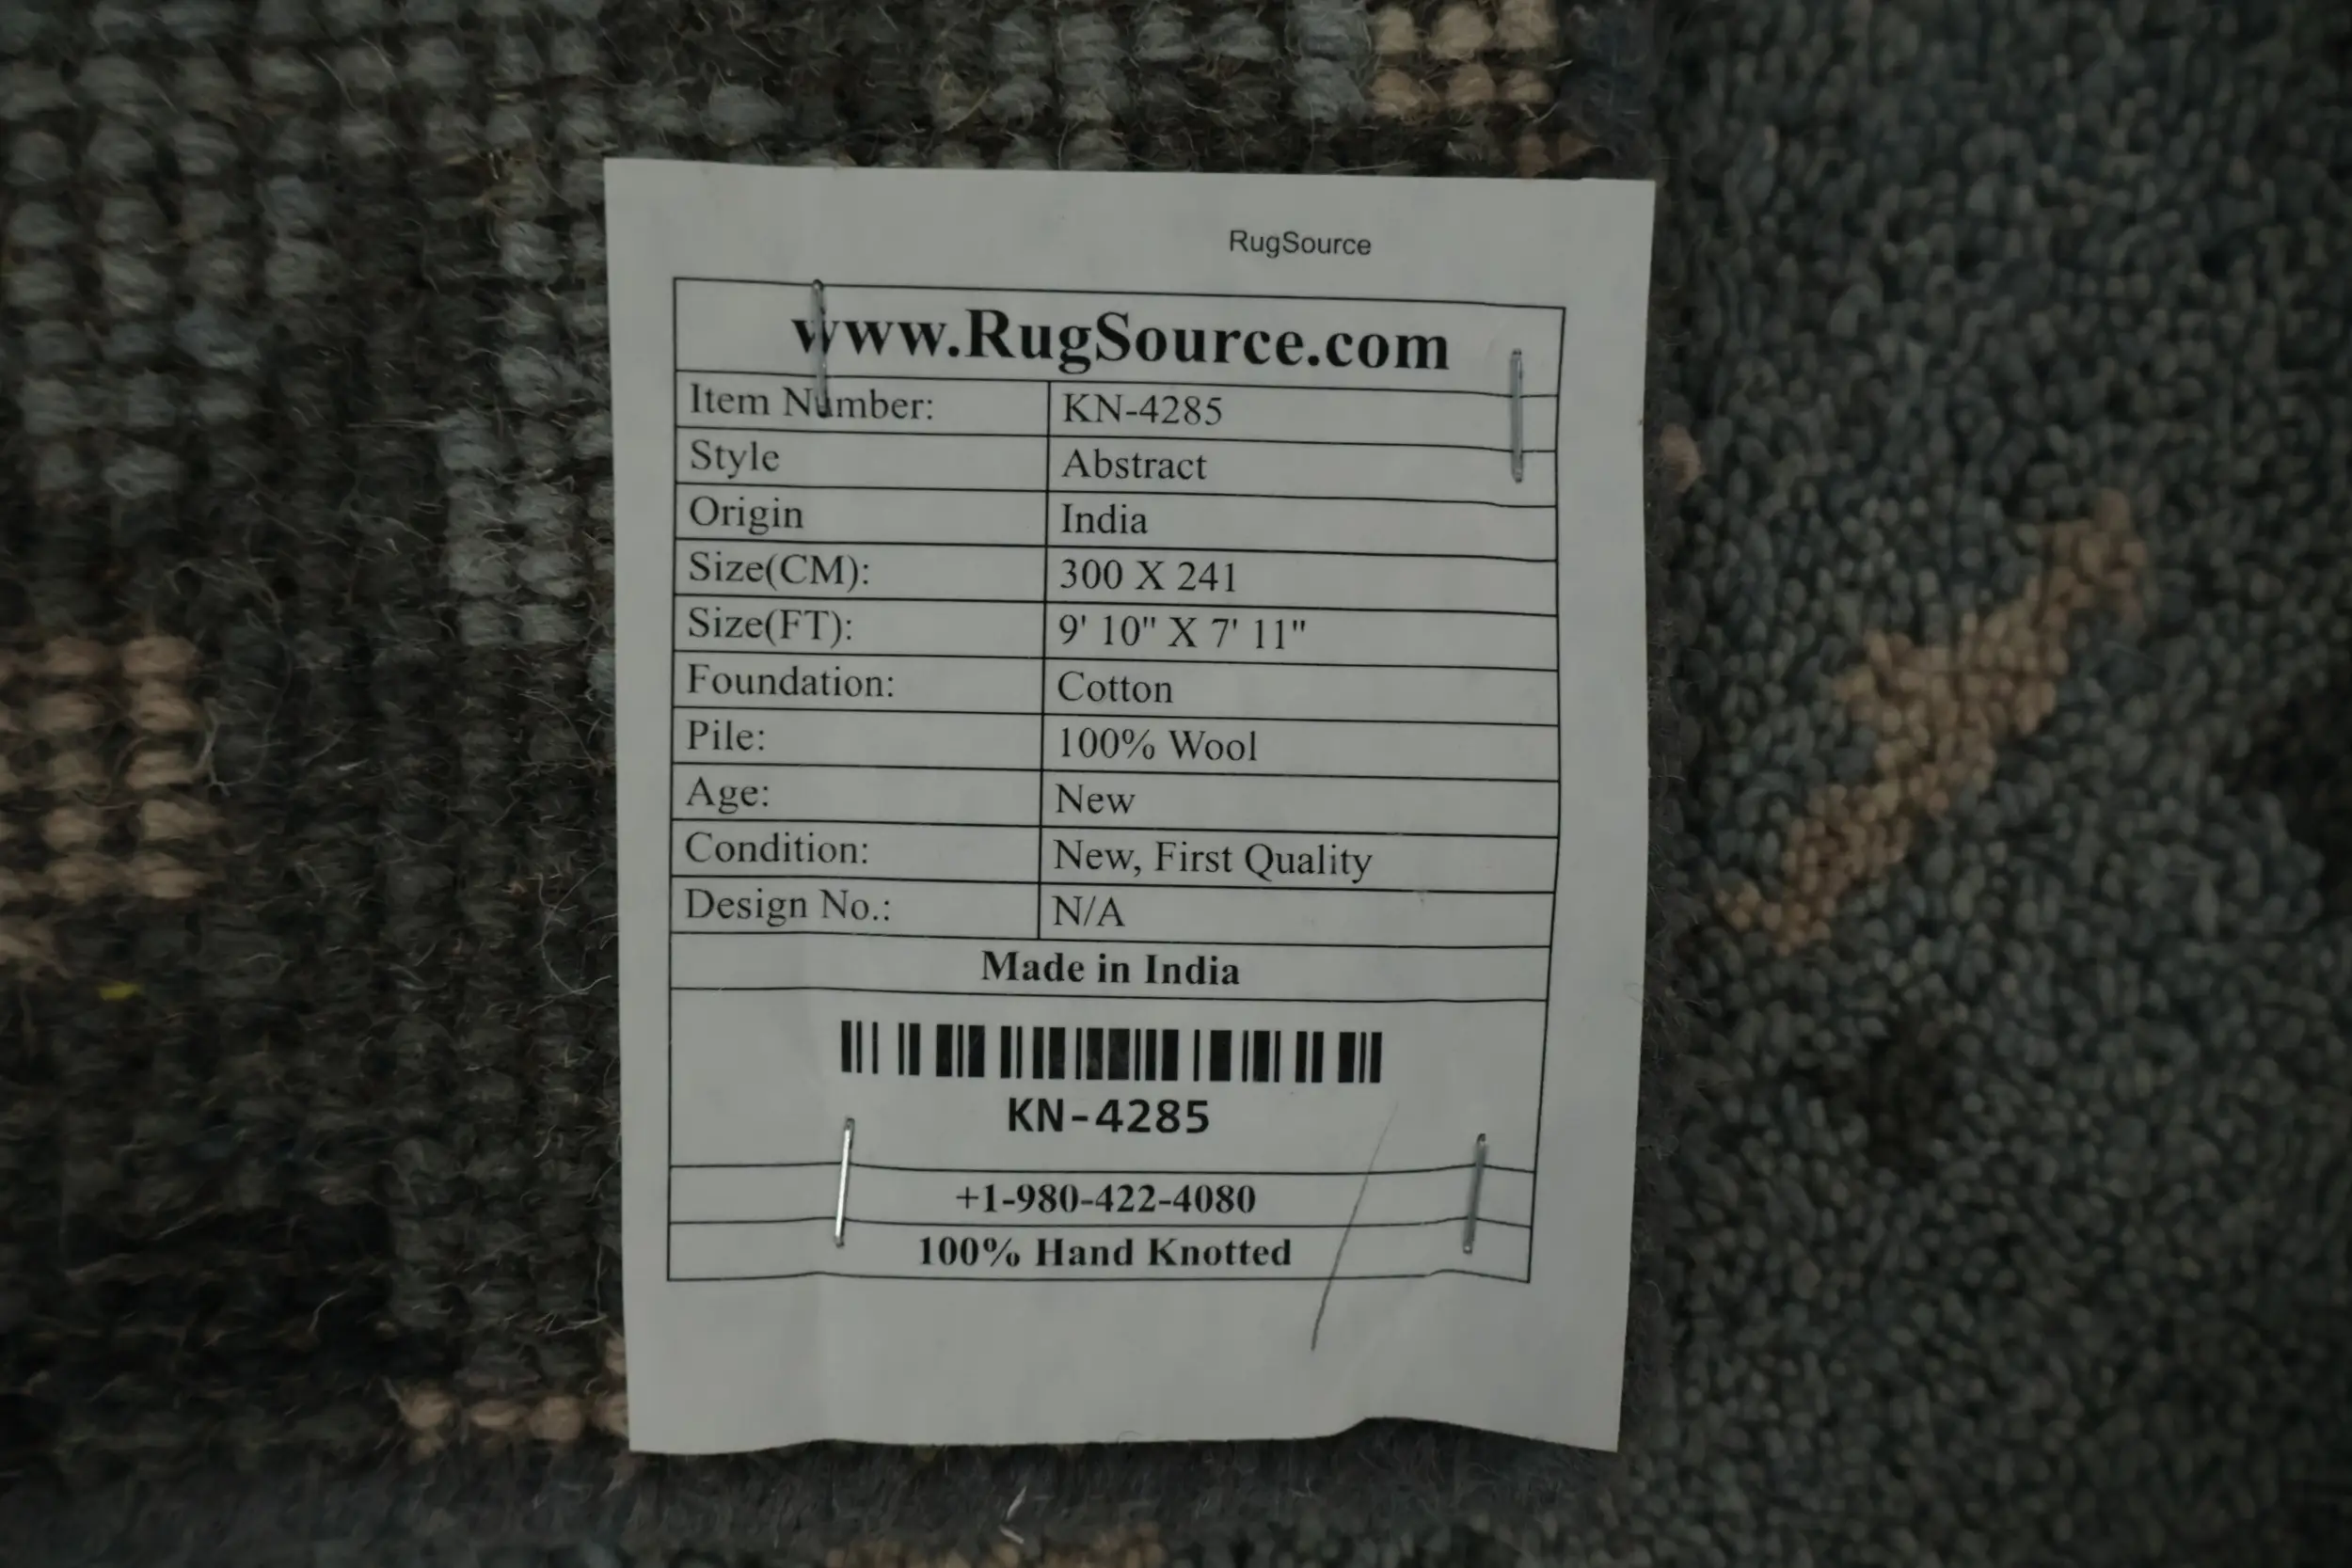 RugSource
www.RugSource.com
Item Number: KN-4285
Style Abstract
Origin India
Size(CM): 300 X 241
Size(FT): 9' 10" X 7' 11"
Foundation: Cotton
Pile: 100% Wool
Age: New
Condition: New, First Quality
Design No.: N/A
Made in India
KN-4285
+1-980-422-4080
100% Hand Knotted